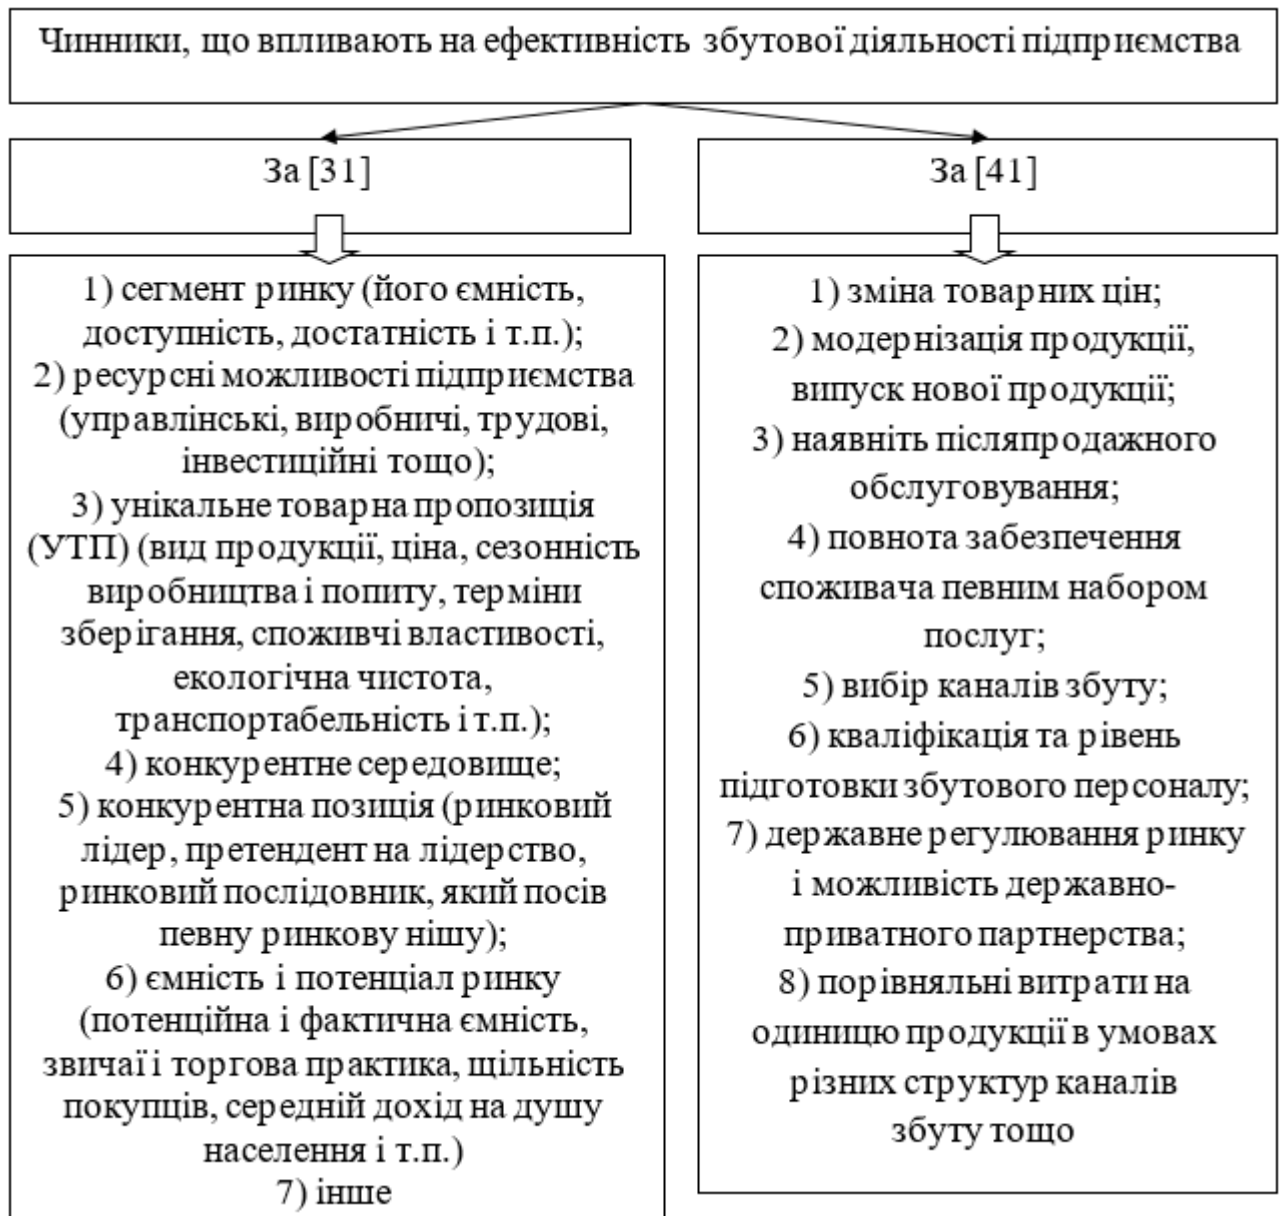 Чинники, що впливають на ефективність збутової діяльності підприємства
За [31]
1) сегмент ринку (його ємність,
доступність, достатність і т.п.);
2) ресурсні можливості підприємства
(управлінські, виробничі, трудові,
інвестиційні тощо);
3) унікальне товарна пропозиція
(УТП) (вид продукції, ціна, сезонність
виробництва і попиту, терміни
зберігання, споживчі властивості,
екологічна чистота,
транспортабельність і т.п.);
4) конкурентне середовище;
5) конкурентна позиція (ринковий
лідер, претендент на лідерство,
ринковий послідовник, який посів
певну ринкову нішу);
6) ємність і потенціал ринку
(потенційна і фактична ємність,
звичаї і торгова практика, щільність
покупців, середній дохід на душу
населення і т.п.)
7) інше
За [41]
1) зміна товарних цін;
2) модернізація продукції,
випуск нової продукції;
3) наявніть післяпродажного
обслуговування;
4) повнота забезпечення
споживача певним набором
послуг;
5) вибір каналів збуту;
6) кваліфікація та рівень
підготовки збутового персоналу;
7) державне регулювання ринку
і можливість державно-
приватного партнерства;
8) порівняльні витрати на
одиницю продукції в умовах
різних структур каналів
збуту тощо